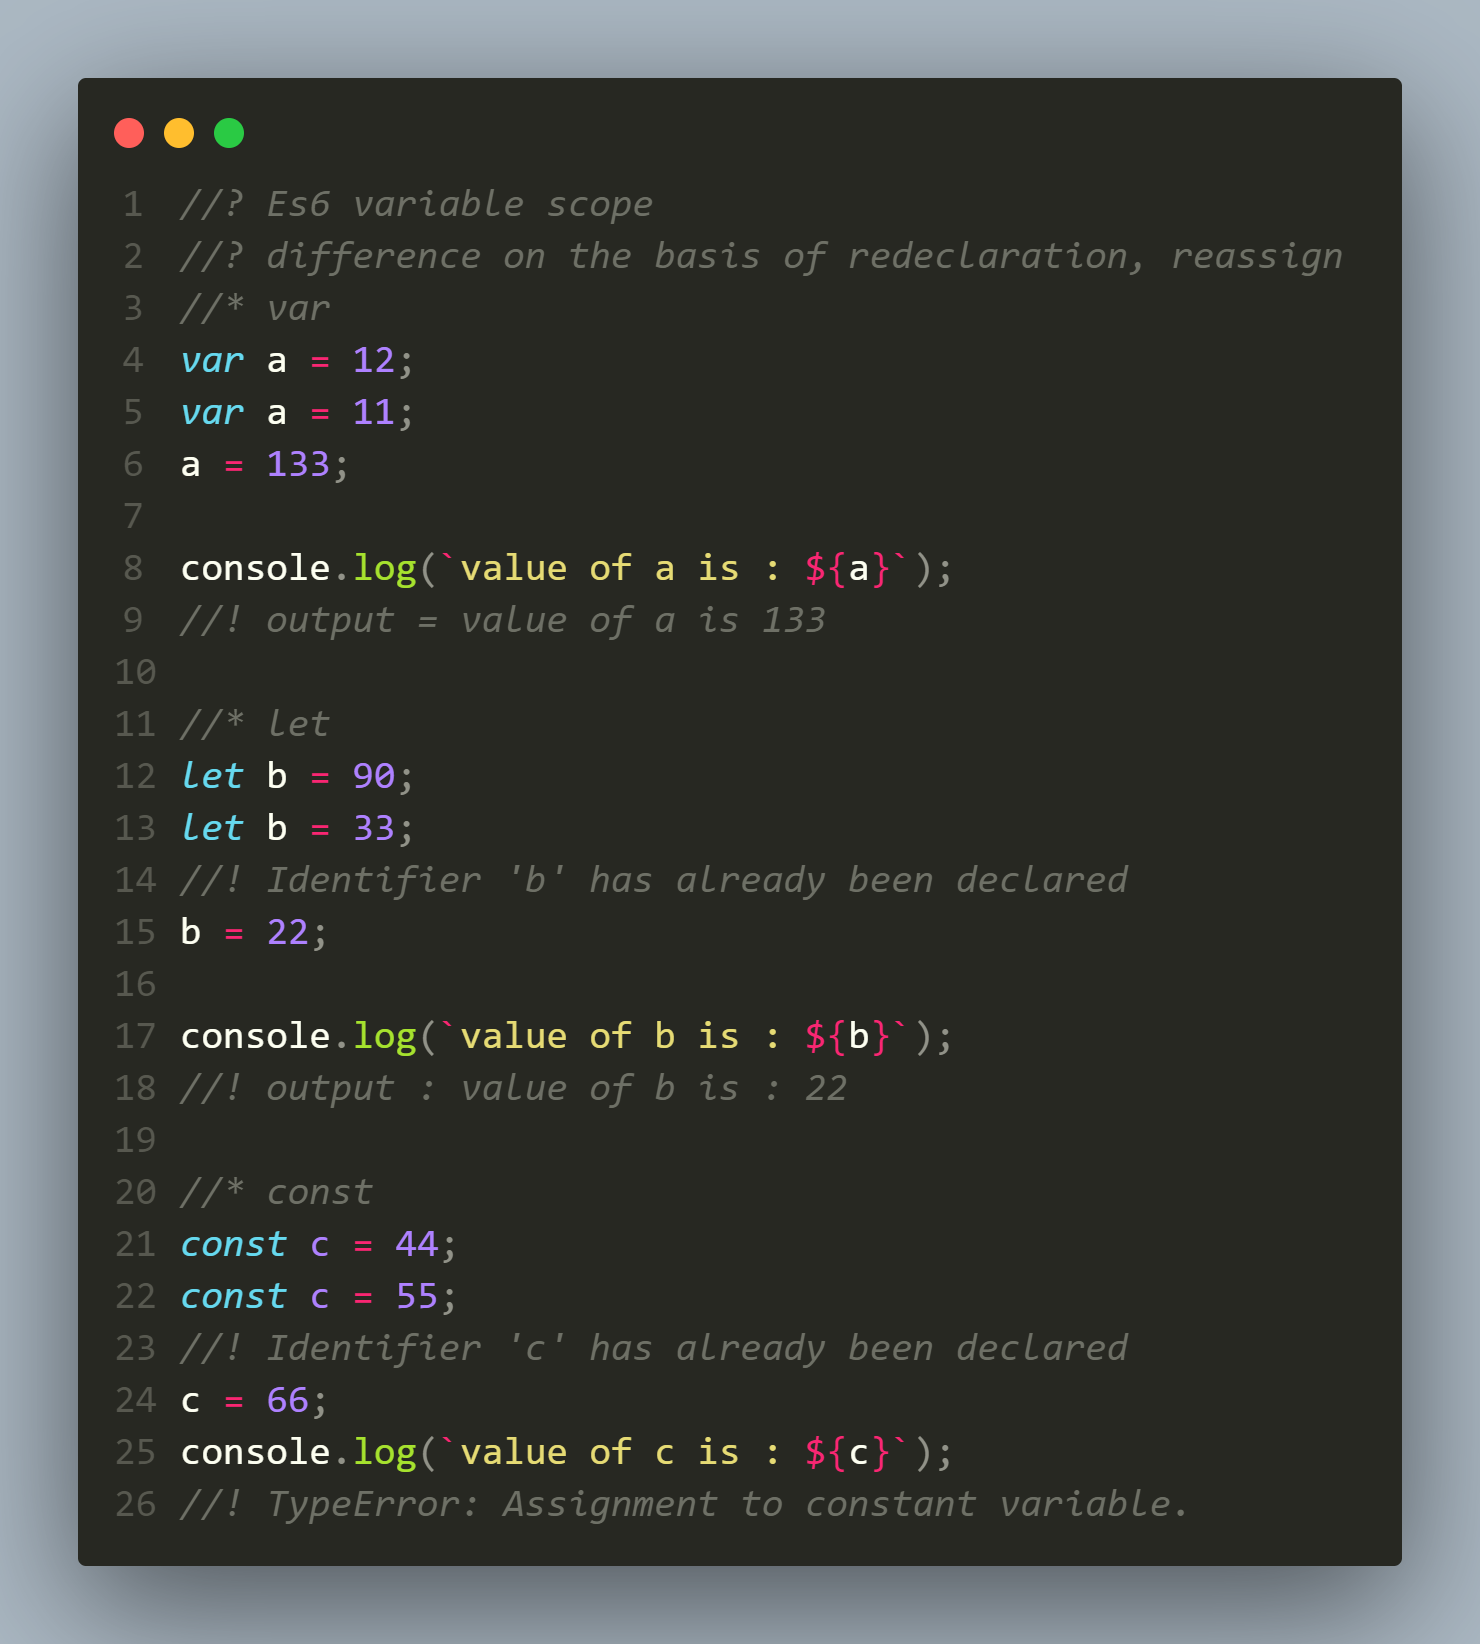 1 //? Es6 variable scope
2 //? difference on the basis of redeclaration, reassign
3 //* var
4 var a = 12;
5 var a = 11;
6 a = 133;
7
8 console.log(`value of a is : ${a}`);
9 //! output = value of a is 133
10
11 //* let
12 let b = 90;
13 let b = 33;
14 //! Identifier 'b' has already been declared
15 b = 22;
16
17 console.log(`value of b is : ${b}`);
18 //! output : value of b is : 22
19
20 //* const
21 const c = 44;
22 const c = 55;
23 //! Identifier 'c' has already been declared
24 c = 66;
25 console.log(`value of c is : ${c}`);
26 //! TypeError: Assignment to constant variable.